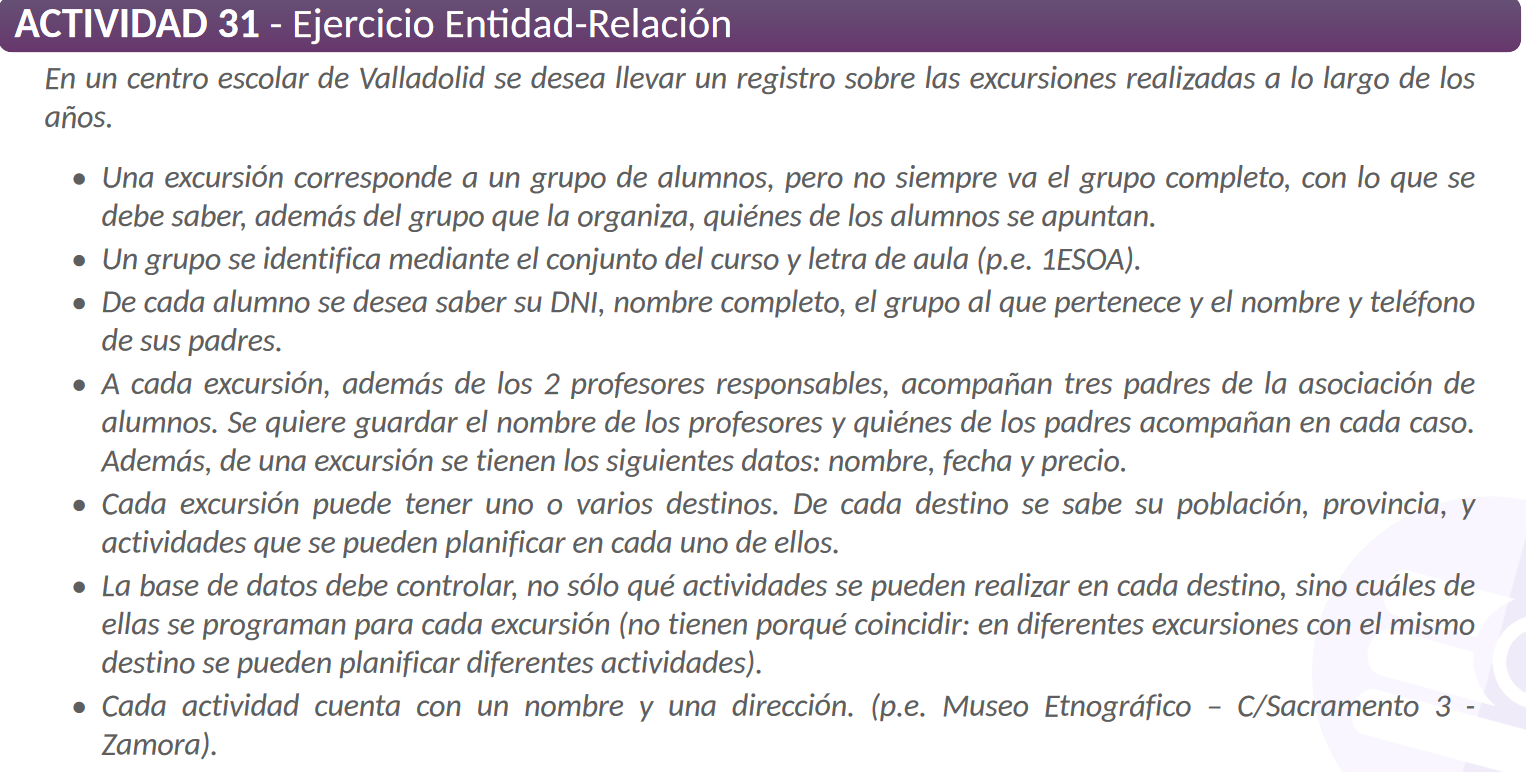 ACTIVIDAD 31 - Ejercicio Entidad-Relación
En un centro escolar de Valladolid se desea llevar un registro sobre las excursiones realizadas a lo largo de los
años.
● Una excursión corresponde a un grupo de alumnos, pero no siempre va el grupo completo, con lo que se
debe saber, además del grupo que la organiza, quiénes de los alumnos se apuntan.
● Un grupo se identifica mediante el conjunto del curso y letra de aula (p.e. 1ESOA).
● De cada alumno se desea saber su DNI, nombre completo, el grupo al que pertenece y el nombre y teléfono
de sus padres.
● A cada excursión, además de los 2 profesores responsables, acompañan tres padres de la asociación de
alumnos. Se quiere guardar el nombre de los profesores y quiénes de los padres acompañan en cada caso.
Además, de una excursión se tienen los siguientes datos: nombre, fecha y precio.
● Cada excursión puede tener uno o varios destinos. De cada destino se sabe su población, provincia, y
actividades que se pueden planificar en cada uno de ellos.
● La base de datos debe controlar, no sólo qué actividades se pueden realizar en cada destino, sino cuáles de
ellas se programan para cada excursión (no tienen porqué coincidir: en diferentes excursiones con el mismo
destino se pueden planificar diferentes actividades).
● Cada actividad cuenta con un nombre y una dirección. (p.e. Museo Etnográfico – C/Sacramento 3 -
Zamora).